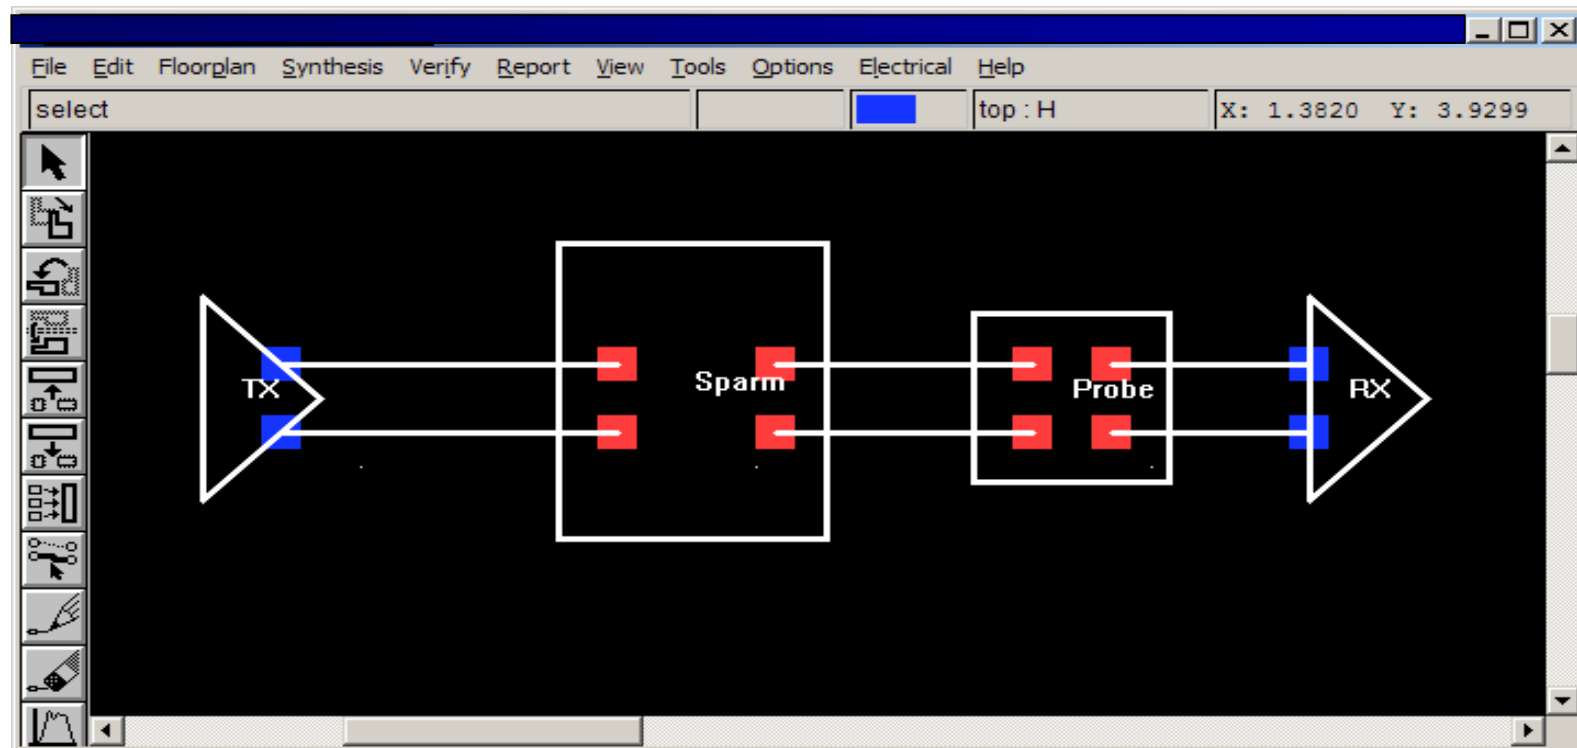 File Edit Floorplan Synthesis Verify Report View Tools Options Electrical Help
select top : H X: 1.3820 Y: 3.9299
TX Sparm Probe RX